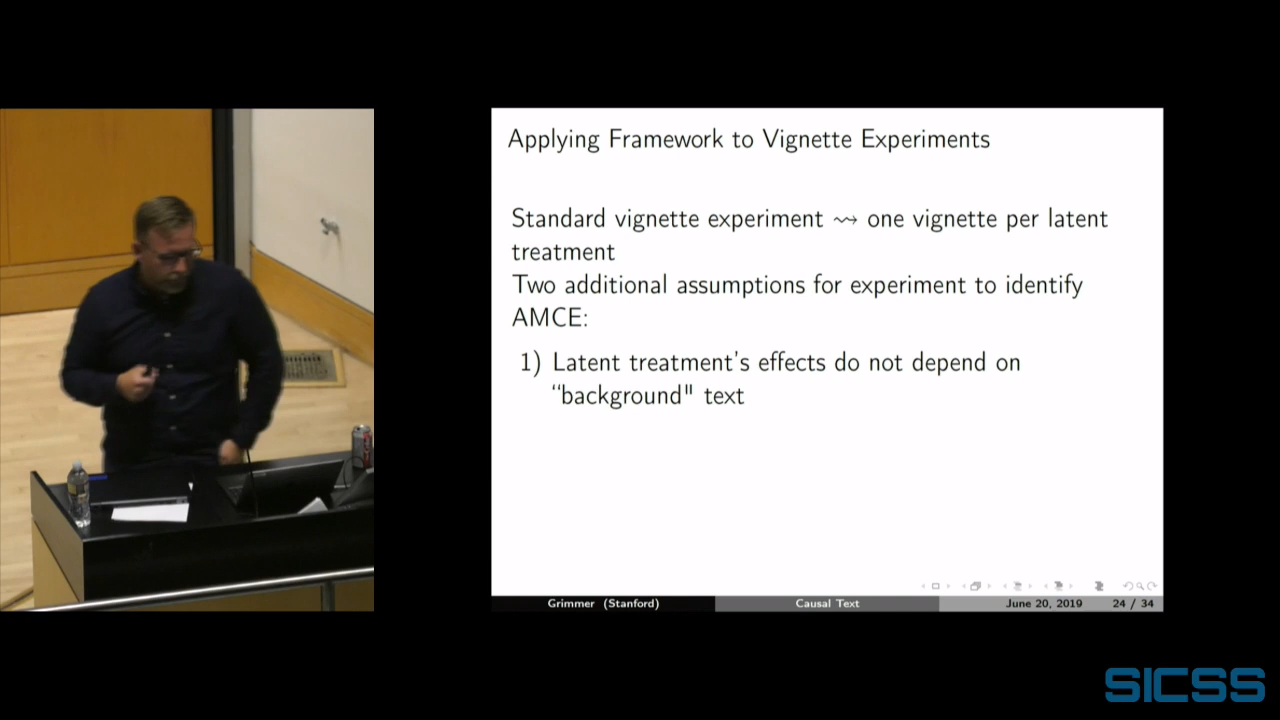 Applying Framework to Vignette Experiments
Standard vignette experiment ⇝ one vignette per latent
treatment
Two additional assumptions for experiment to identify
AMCE:
1) Latent treatment's effects do not depend on
“background" text
Grimmer (Stanford)
Causal Text
June 20, 2019
24 / 34
SICSS